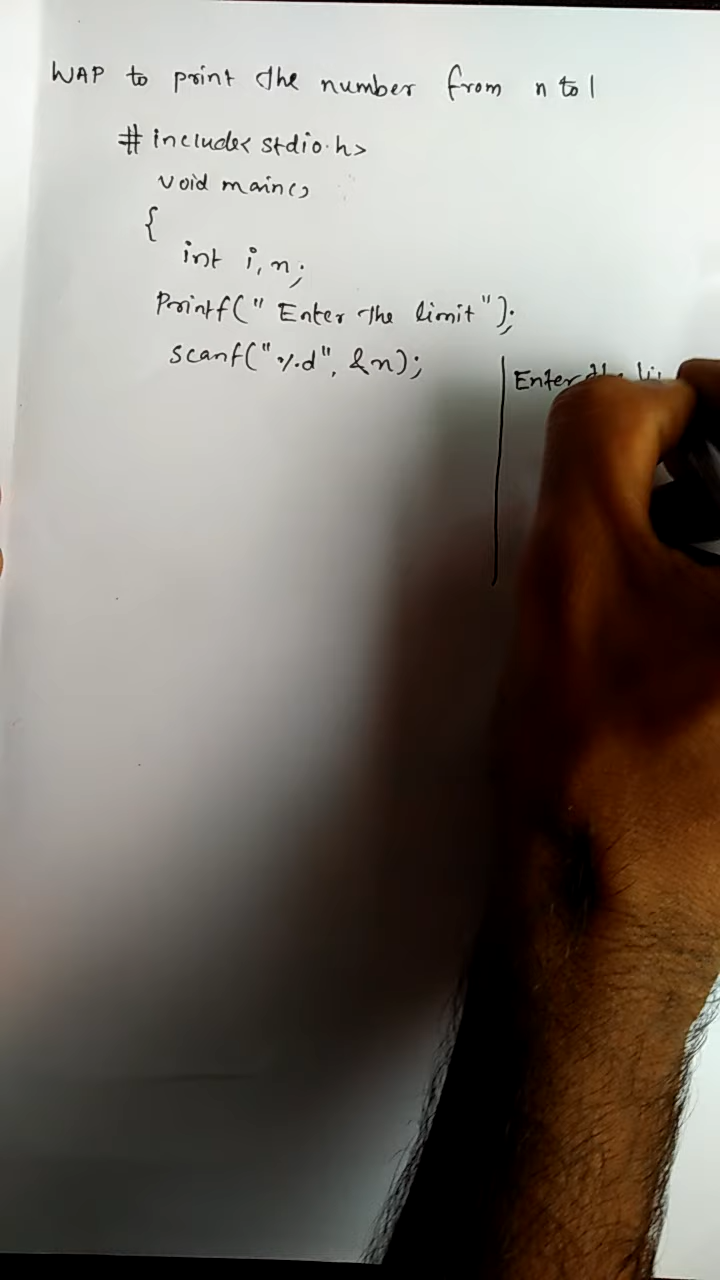 WAP to print the number from n to 1
#include<stdio.h>
void main()
{
int i,n;
Printf("Enter the limit");
scanf("%d", &n);
Enter the